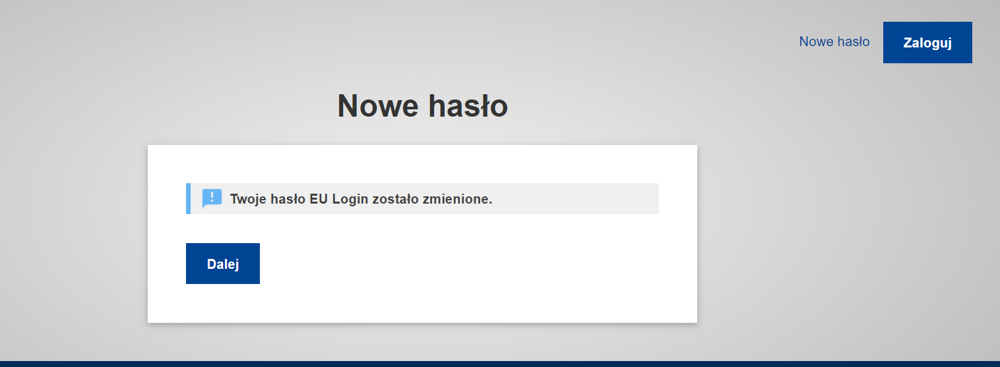 Nowe hasło
Zaloguj
Nowe hasło
Twoje hasło EU Login zostało zmienione.
Dalej